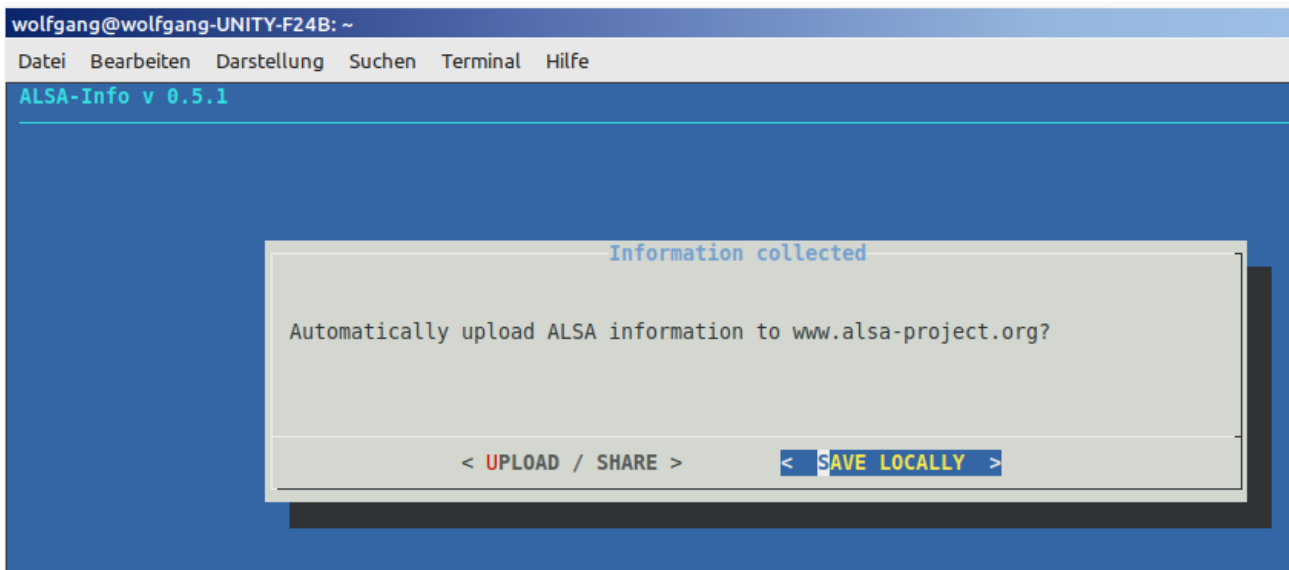 wolfgang@wolfgang-UNITY-F24B: ~
Datei Bearbeiten Darstellung Suchen Terminal Hilfe
ALSA-Info v 0.5.1
Information collected
Automatically upload ALSA information to www.alsa-project.org?
< UPLOAD / SHARE > < SAVE LOCALLY >